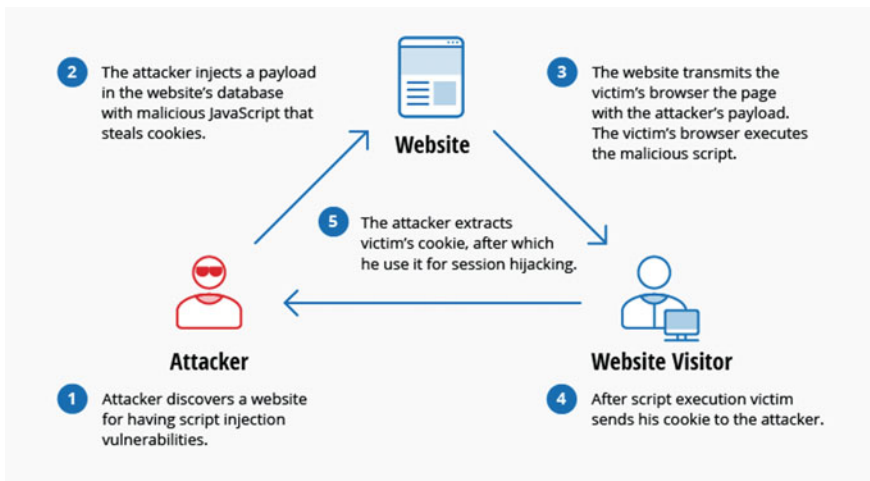 2
The attacker injects a payload
in the website's database
with malicious JavaScript that
steals cookies.
Website
3
The website transmits the
victim's browser the page
with the attacker's payload.
The victim's browser executes
the malicious script.
5
The attacker extracts
victim's cookie, after which
he use it for session hijacking.
Attacker
1
Attacker discovers a website
for having script injection
vulnerabilities.
Website Visitor
4
After script execution victim
sends his cookie to the attacker.